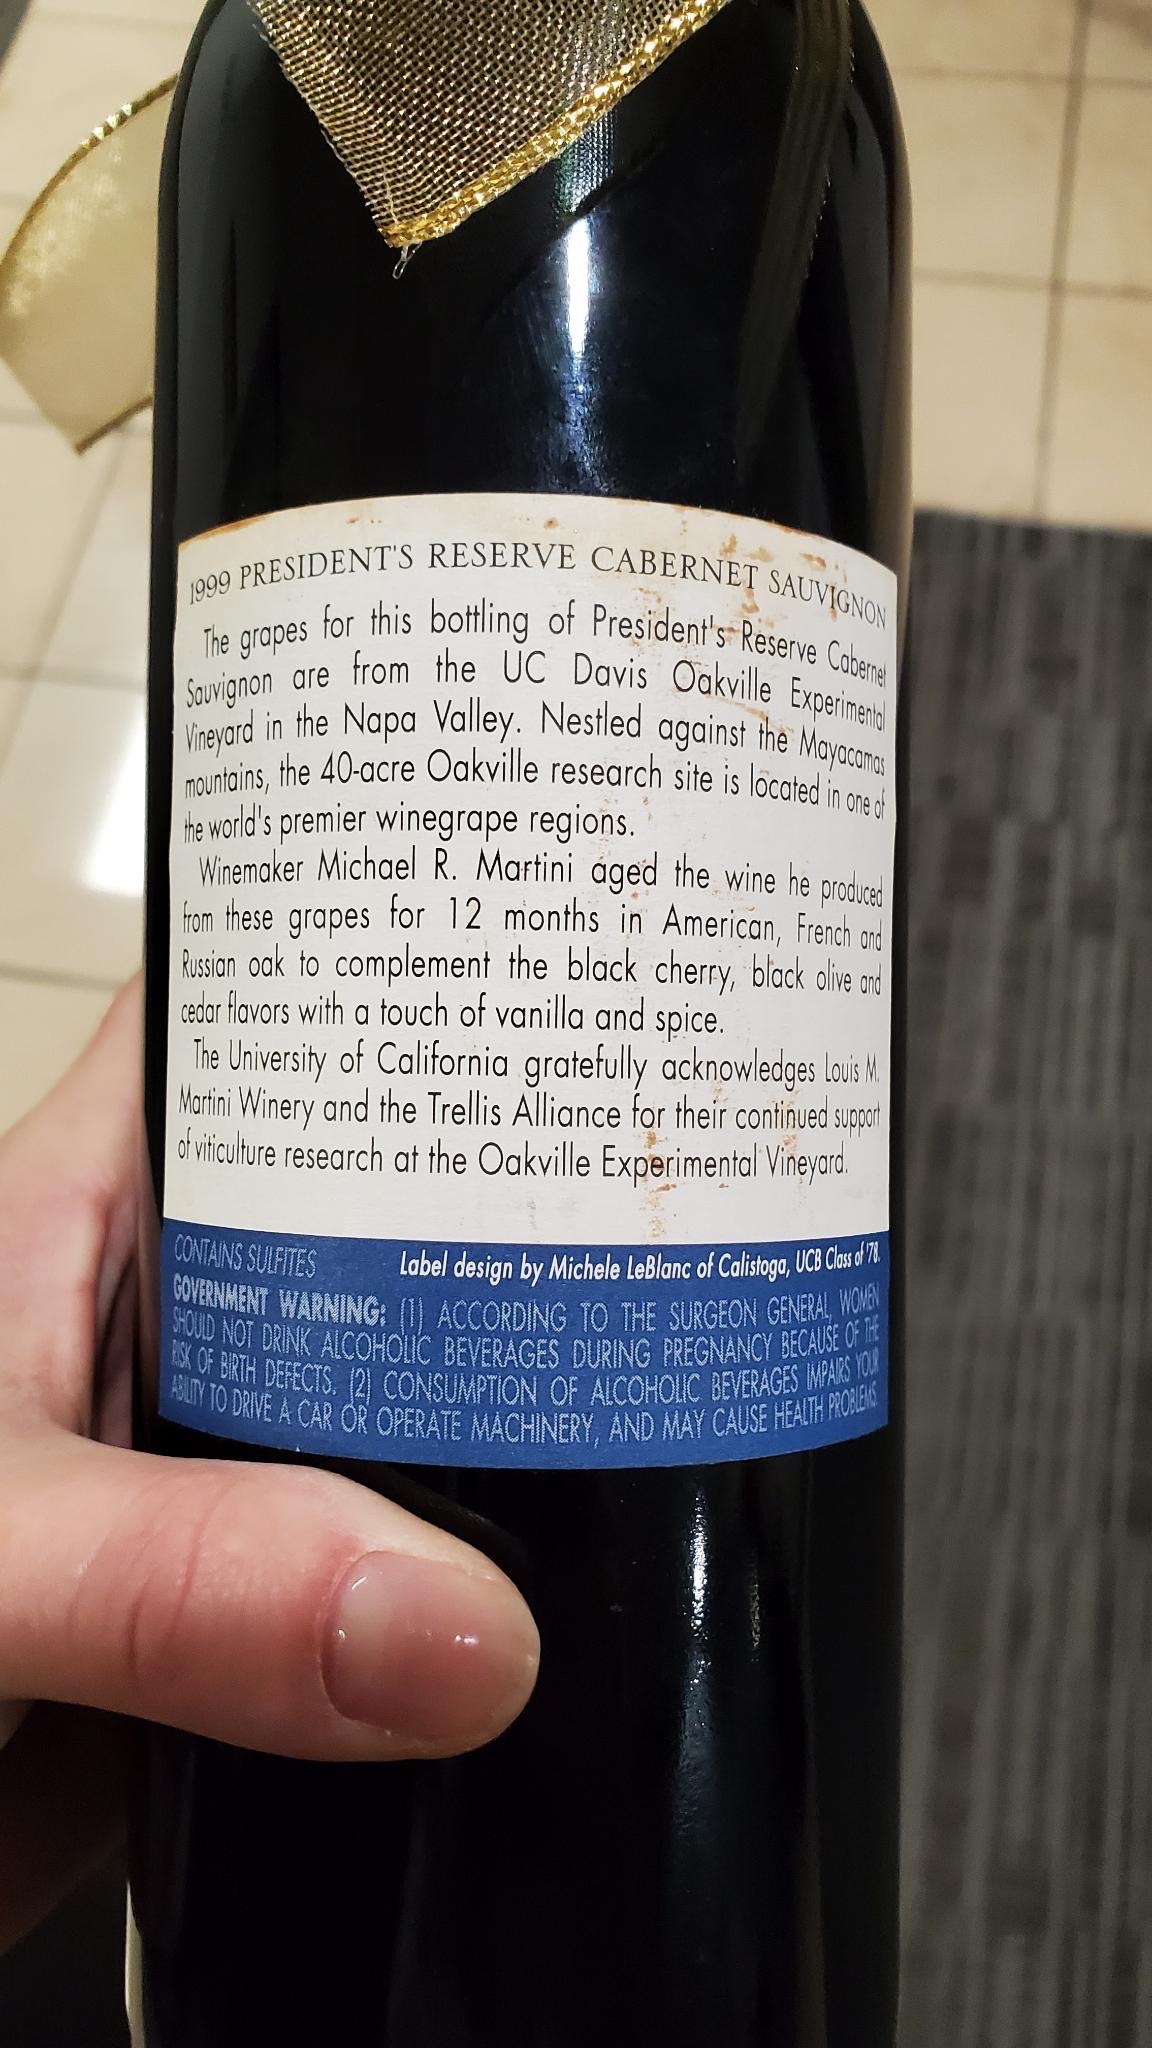 1999 PRESIDENT'S RESERVE CABERNET SAUVIGNON
The grapes for this bottling of President's Reserve Cabernet
Sauvignon are from the UC Davis Oakville Experimental
Vineyard in the Napa Valley. Nestled against the Mayacamas
mountains, the 40-acre Oakville research site is located in one of
the world's premier winegrape regions.
Winemaker Michael R. Martini aged the wine he produced
from these grapes for 12 months in American, French and
Russian oak to complement the black cherry, black olive and
cedar flavors with a touch of vanilla and spice.
The University of California gratefully acknowledges Louis M.
Martini Winery and the Trellis Alliance for their continued support
of viticulture research at the Oakville Experimental Vineyard.
CONTAINS SULFITES Label design by Michele LeBlanc of Calistoga, UCB Class of '78.
GOVERNMENT WARNING: (1) ACCORDING TO THE SURGEON GENERAL, WOMEN
SHOULD NOT DRINK ALCOHOLIC BEVERAGES DURING PREGNANCY BECAUSE OF THE
RISK OF BIRTH DEFECTS. (2) CONSUMPTION OF ALCOHOLIC BEVERAGES IMPAIRS YOUR
ABILITY TO DRIVE A CAR OR OPERATE MACHINERY, AND MAY CAUSE HEALTH PROBLEMS.